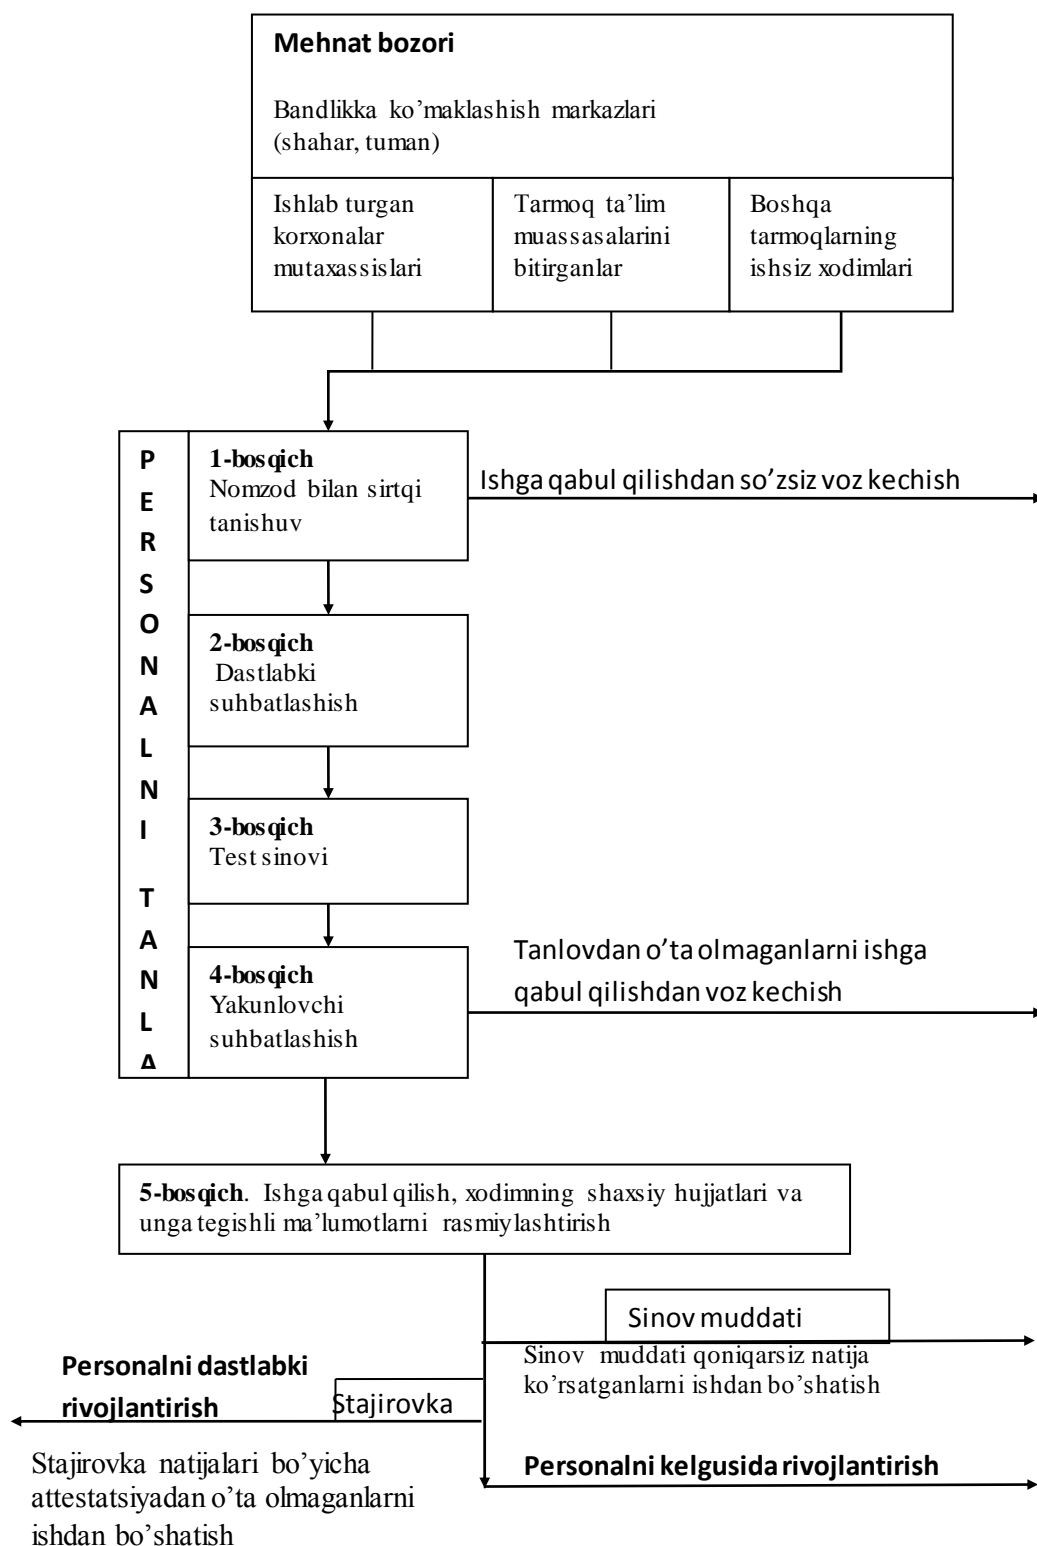 Mehnat bozori
Bandlikka ko’maklashish markazlari
(shahar, tuman)
Ishlab turgan
korxonalar
mutaxassislari
Tarmoq ta’lim
muassasalarini
bitirganlar
Boshqa
tarmoqlarning
ishsiz xodimlari
P
E
R
S
O
N
A
L
N
I
T
A
N
L
A
1-bosqich
Nomzod bilan sirtqi
tanishuv
Ishga qabul qilishdan so’zsiz voz kechish
2-bosqich
Dastlabki
suhbatlashish
3-bosqich
Test sinovi
4-bosqich
Yakunlovchi
suhbatlashish
Tanlovdan o’ta olmaganlarni ishga
qabul qilishdan voz kechish
5-bosqich. Ishga qabul qilish, xodimning shaxsiy hujjatlari va
unga tegishli ma’lumotlarni rasmiylashtirish
Sinov muddati
Sinov muddati qoniqarsiz natija
ko’rsatganlarni ishdan bo’shatish
Personalni dastlabki
rivojlantirish
Stajirovka
Stajirovka natijalari bo’yicha
attestatsiyadan o’ta olmaganlarni
ishdan bo’shatish
Personalni kelgusida rivojlantirish